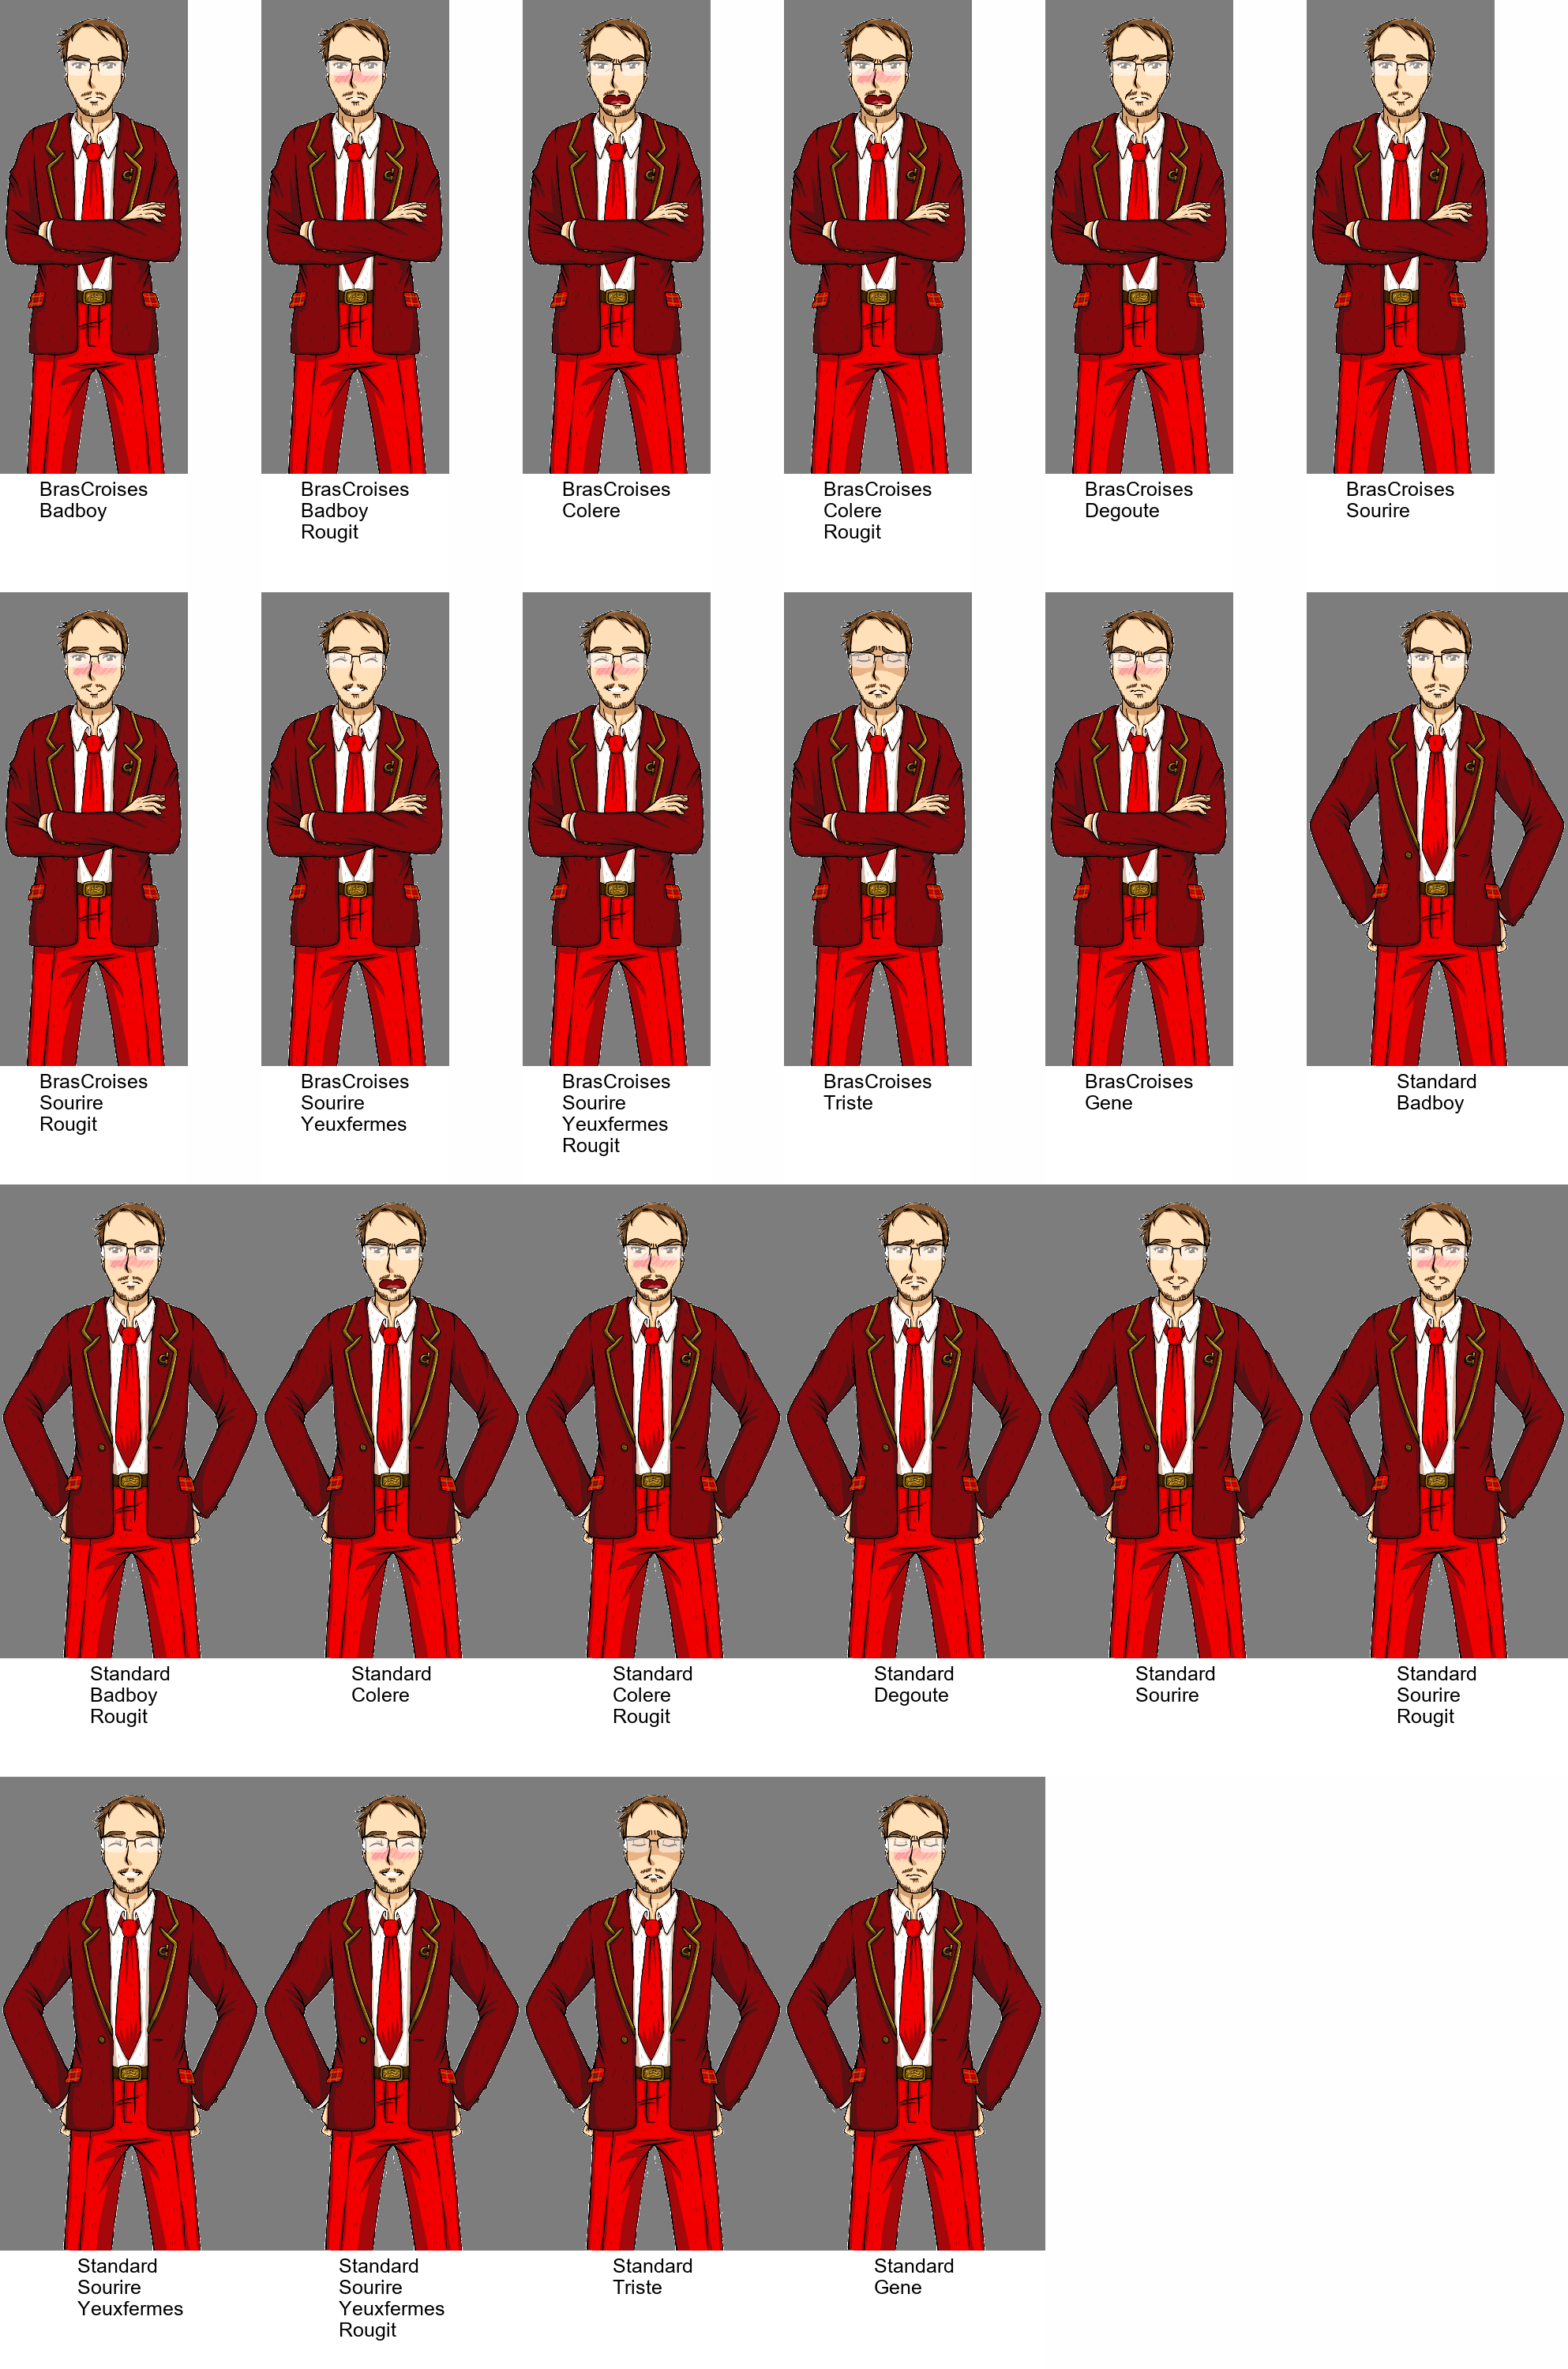 BrasCroises
Badboy
BrasCroises
Badboy
Rougit
BrasCroises
Colere
BrasCroises
Colere
Rougit
BrasCroises
Degoute
BrasCroises
Sourire
BrasCroises
Sourire
Rougit
BrasCroises
Sourire
Yeuxfermes
BrasCroises
Sourire
Yeuxfermes
Rougit
BrasCroises
Triste
BrasCroises
Gene
Standard
Badboy
Standard
Badboy
Rougit
Standard
Colere
Standard
Colere
Rougit
Standard
Degoute
Standard
Sourire
Standard
Sourire
Rougit
Standard
Sourire
Yeuxfermes
Standard
Sourire
Yeuxfermes
Rougit
Standard
Triste
Standard
Gene